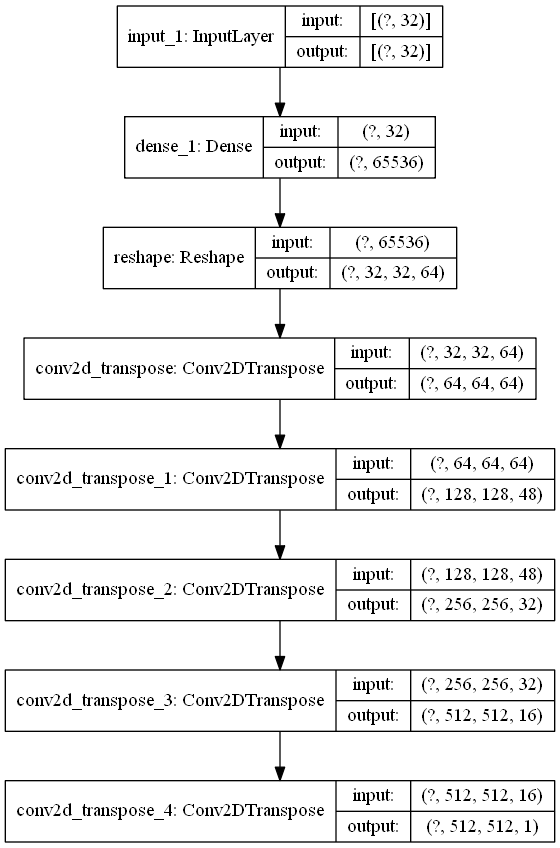 input_1: InputLayer
input: [(?, 32)]
output: [(?, 32)]
dense_1: Dense
input: (?, 32)
output: (?, 65536)
reshape: Reshape
input: (?, 65536)
output: (?, 32, 32, 64)
conv2d_transpose: Conv2DTranspose
input: (?, 32, 32, 64)
output: (?, 64, 64, 64)
conv2d_transpose_1: Conv2DTranspose
input: (?, 64, 64, 64)
output: (?, 128, 128, 48)
conv2d_transpose_2: Conv2DTranspose
input: (?, 128, 128, 48)
output: (?, 256, 256, 32)
conv2d_transpose_3: Conv2DTranspose
input: (?, 256, 256, 32)
output: (?, 512, 512, 16)
conv2d_transpose_4: Conv2DTranspose
input: (?, 512, 512, 16)
output: (?, 512, 512, 1)